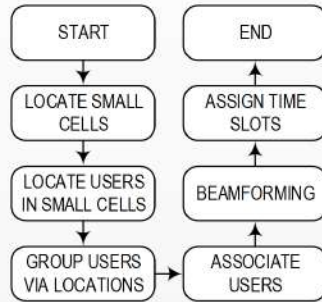 START
LOCATE SMALL
CELLS
LOCATE USERS
IN SMALL CELLS
GROUP USERS
VIA LOCATIONS
ASSOCIATE
USERS
BEAMFORMING
ASSIGN TIME
SLOTS
END